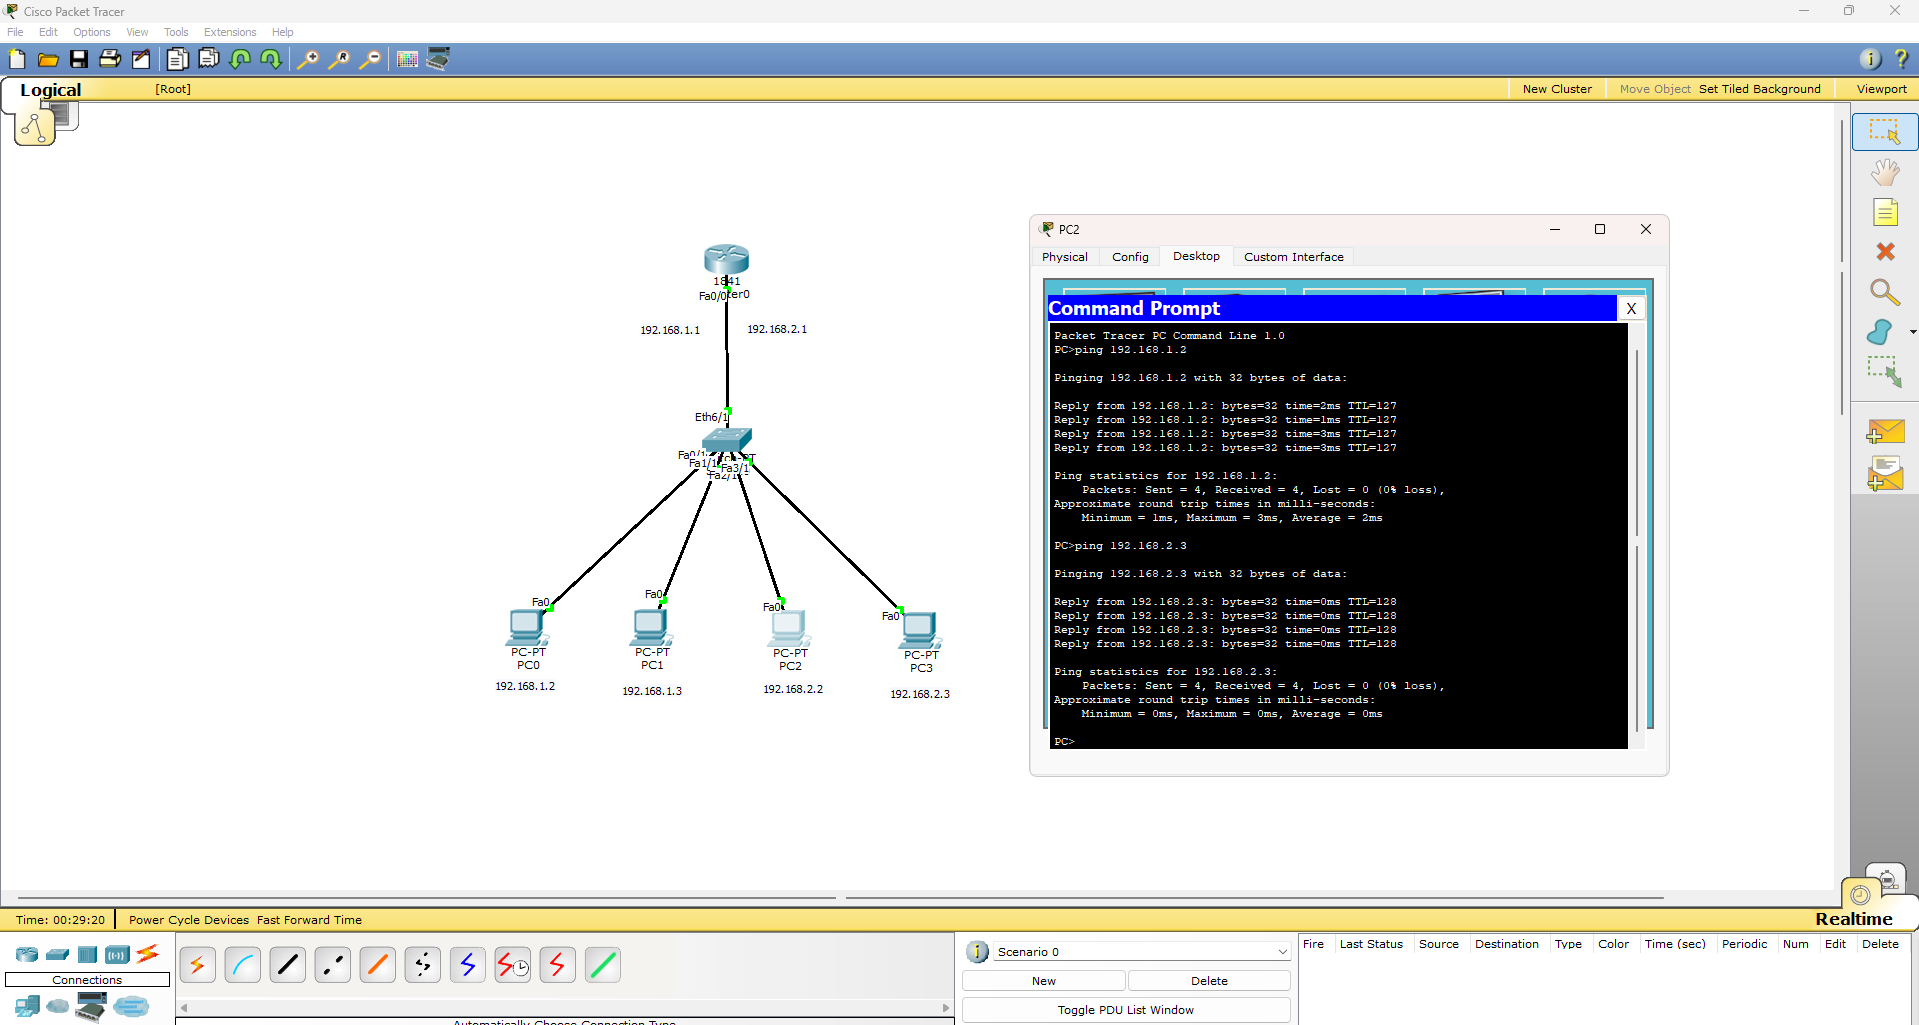 Cisco Packet Tracer
File Edit Options View Tools Extensions Help
Logical [Root] New Cluster Move Object Set Tiled Background Viewport
1841
Fa0/0 ter0
192.168.1.1 192.168.2.1
Eth6/1
Fa0/1
Fa1/1 Fa3/1
Fa2/1
Fa0 Fa0 Fa0 Fa0
PC-PT PC-PT PC-PT PC-PT
PC0 PC1 PC2 PC3
192.168.1.2 192.168.1.3 192.168.2.2 192.168.2.3
PC2
Physical Config Desktop Custom Interface
Command Prompt X
Packet Tracer PC Command Line 1.0
PC>ping 192.168.1.2
Pinging 192.168.1.2 with 32 bytes of data:
Reply from 192.168.1.2: bytes=32 time=2ms TTL=127
Reply from 192.168.1.2: bytes=32 time=1ms TTL=127
Reply from 192.168.1.2: bytes=32 time=3ms TTL=127
Reply from 192.168.1.2: bytes=32 time=3ms TTL=127
Ping statistics for 192.168.1.2:
Packets: Sent = 4, Received = 4, Lost = 0 (0% loss),
Approximate round trip times in milli-seconds:
Minimum = 1ms, Maximum = 3ms, Average = 2ms
PC>ping 192.168.2.3
Pinging 192.168.2.3 with 32 bytes of data:
Reply from 192.168.2.3: bytes=32 time=0ms TTL=128
Reply from 192.168.2.3: bytes=32 time=0ms TTL=128
Reply from 192.168.2.3: bytes=32 time=0ms TTL=128
Reply from 192.168.2.3: bytes=32 time=0ms TTL=128
Ping statistics for 192.168.2.3:
Packets: Sent = 4, Received = 4, Lost = 0 (0% loss),
Approximate round trip times in milli-seconds:
Minimum = 0ms, Maximum = 0ms, Average = 0ms
PC>
Time: 00:29:20 Power Cycle Devices Fast Forward Time Realtime
Connections
Automatically Choose Connection Type
Scenario 0
New Delete
Toggle PDU List Window
Fire Last Status Source Destination Type Color Time (sec) Periodic Num Edit Delete